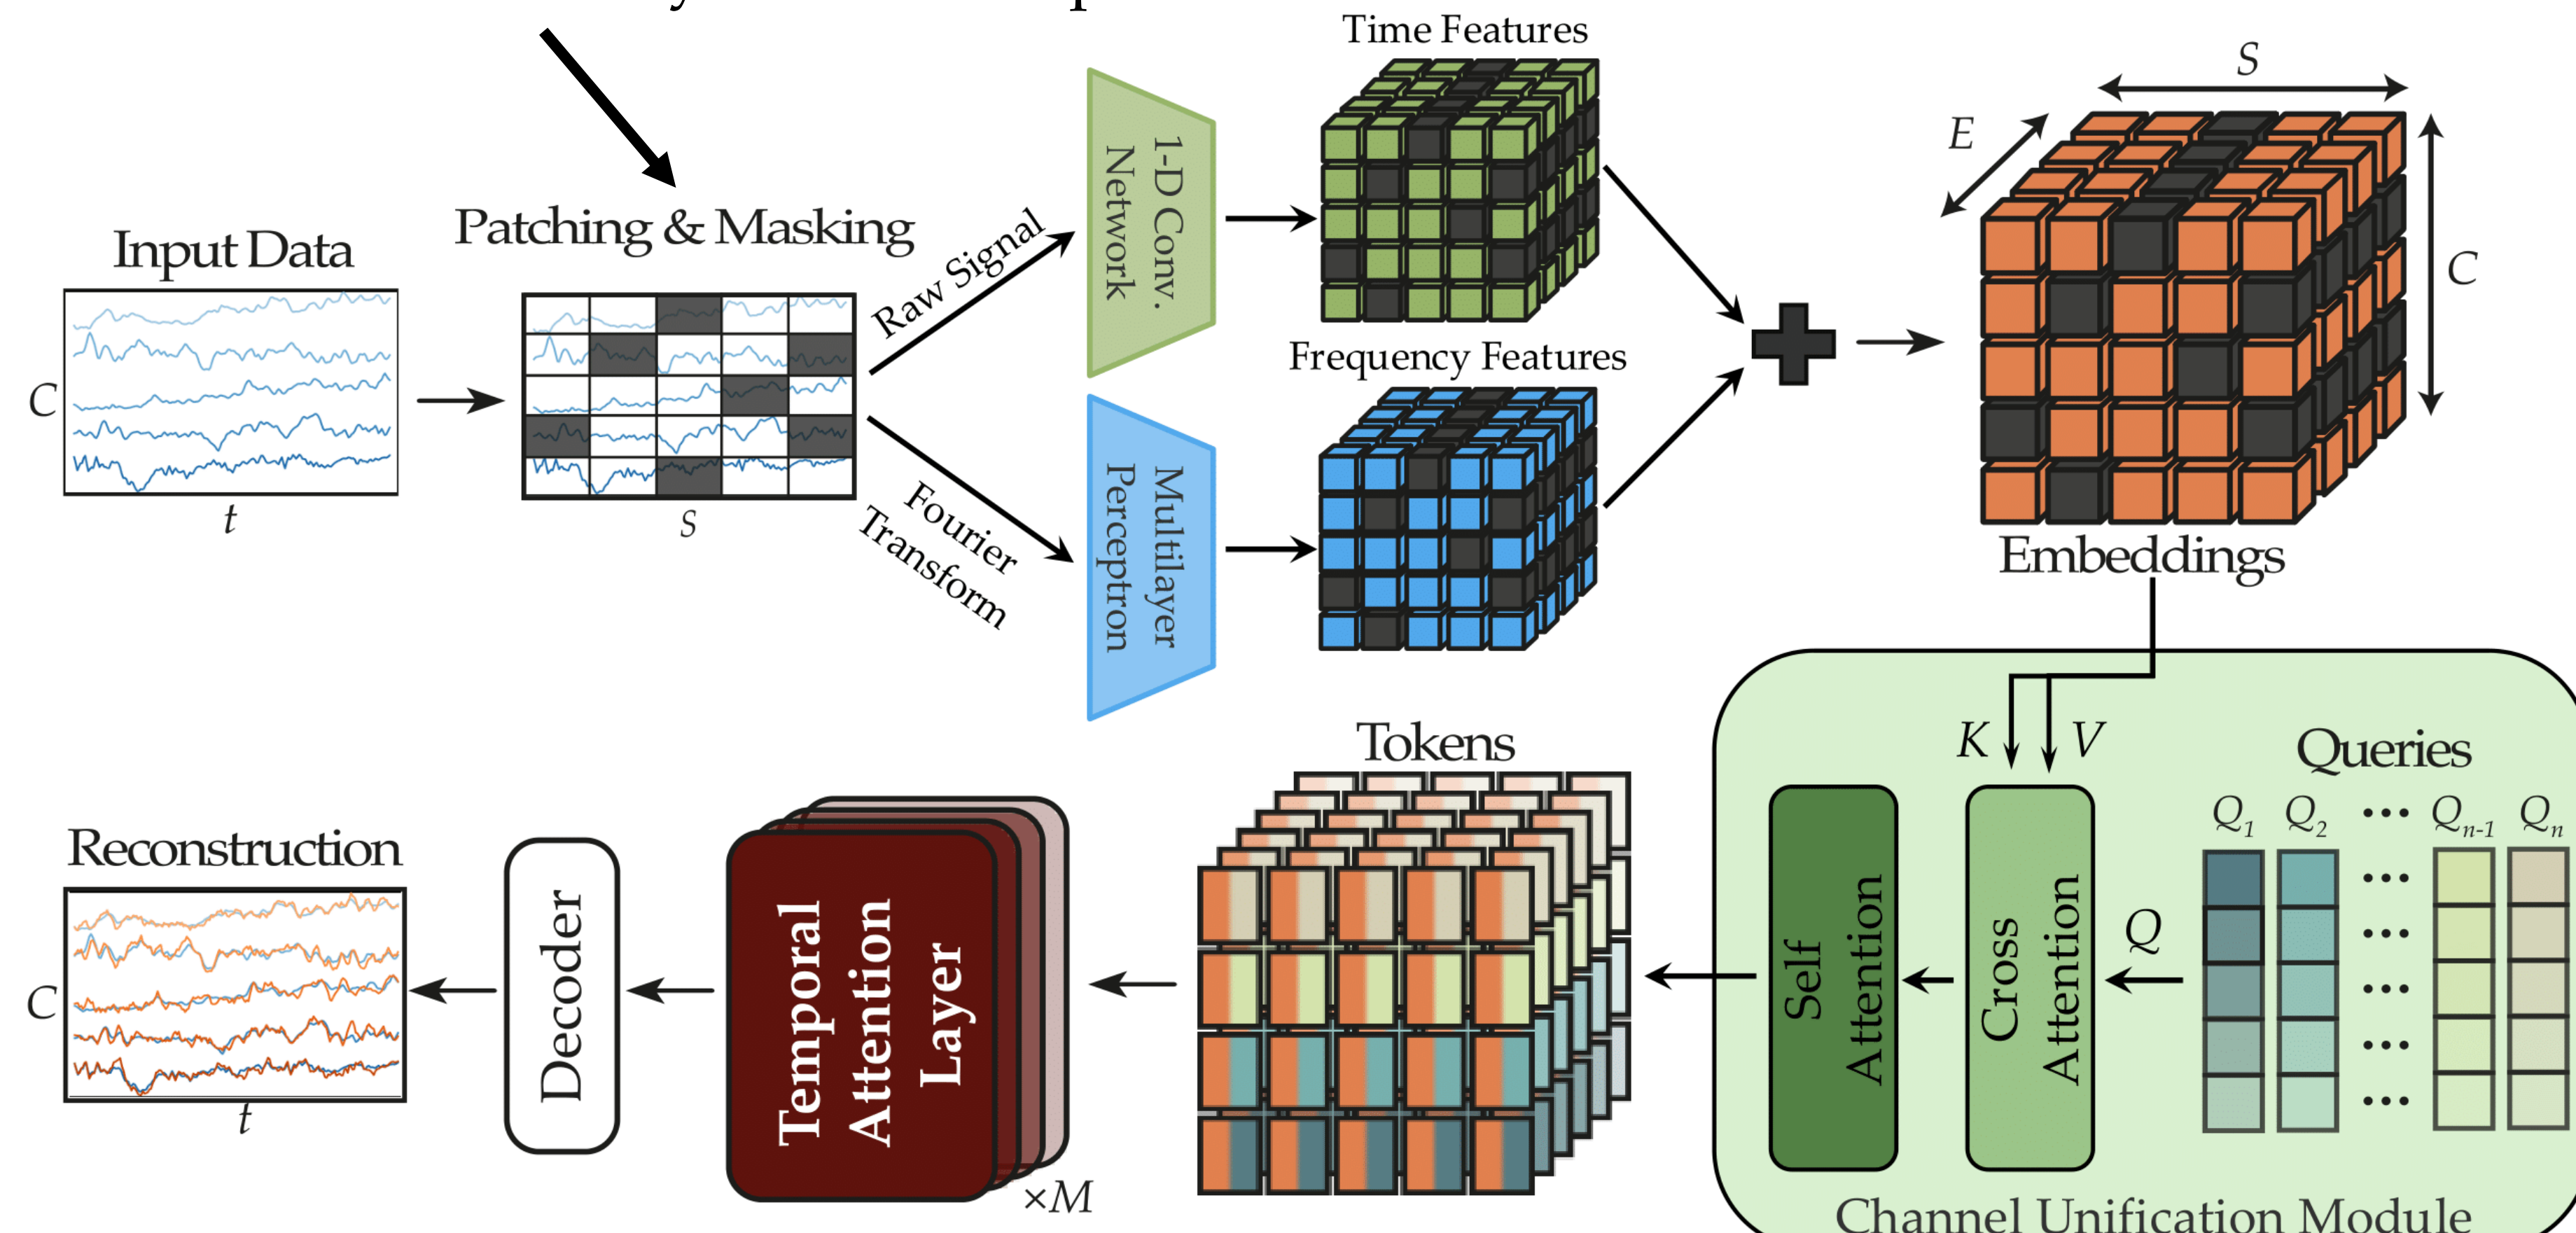 Time Features
S
E
C
Patching & Masking
Input Data
Raw Signal
1-D Conv.
Network
C
t
S
Fourier
Transform
Frequency Features
Multilayer
Perceptron
Embeddings
K
V
Queries
Q1 Q2 ... Qn-1 Qn
...
...
...
...
...
Q
Cross
Attention
Self
Attention
Channel Unification Module
Tokens
Temporal
Attention
Layer
×M
Decoder
Reconstruction
C
t